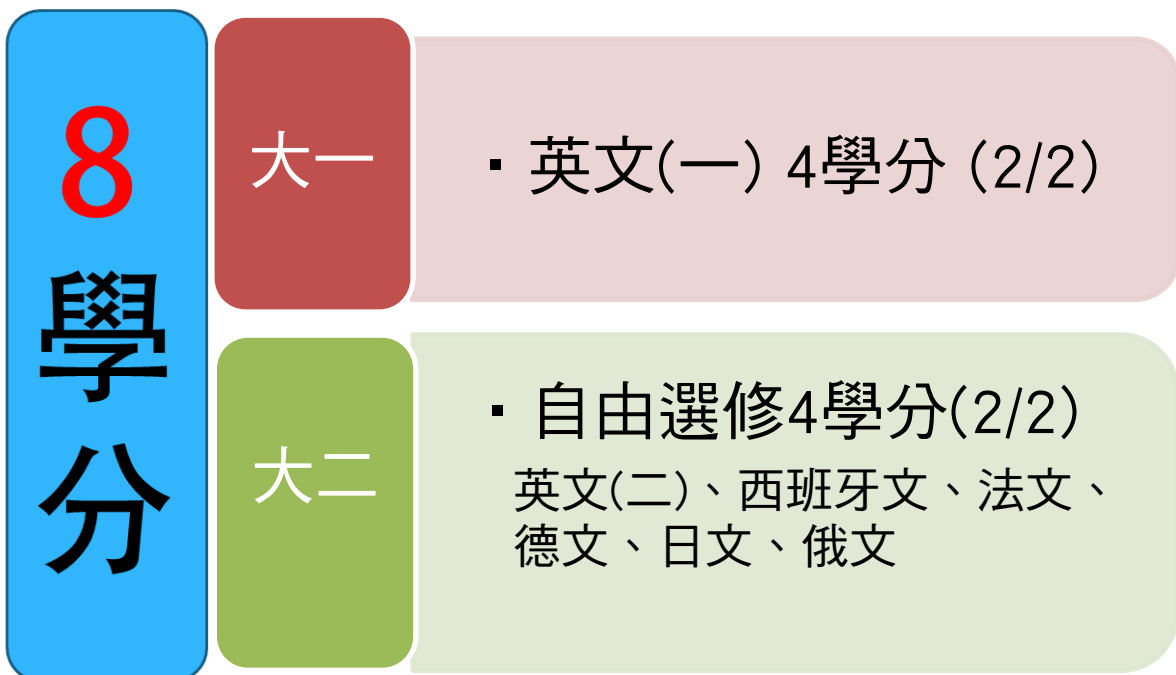 8
學
分
大一
▪ 英文(一) 4學分 (2/2)
大二
▪ 自由選修4學分(2/2)
英文(二)、西班牙文、法文、
德文、日文、俄文